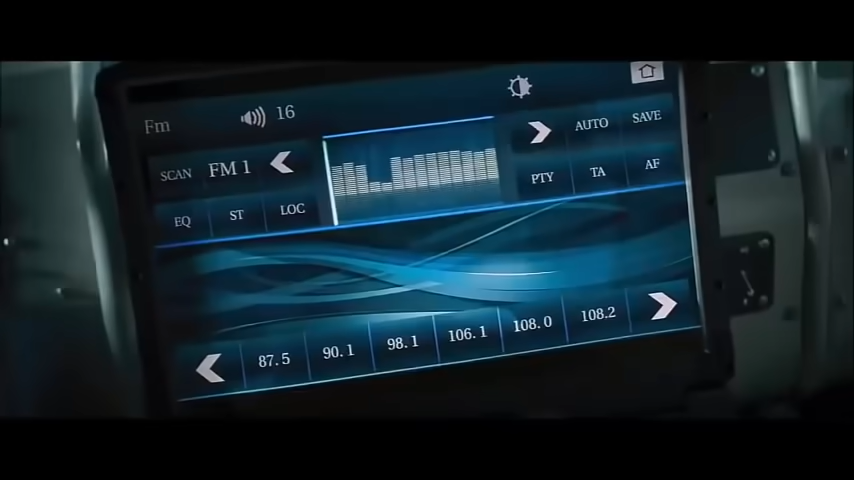 Fm 16
SCAN FM 1 AUTO SAVE
EQ ST LOC PTY TA AF
87.5 90.1 98.1 106.1 108.0 108.2